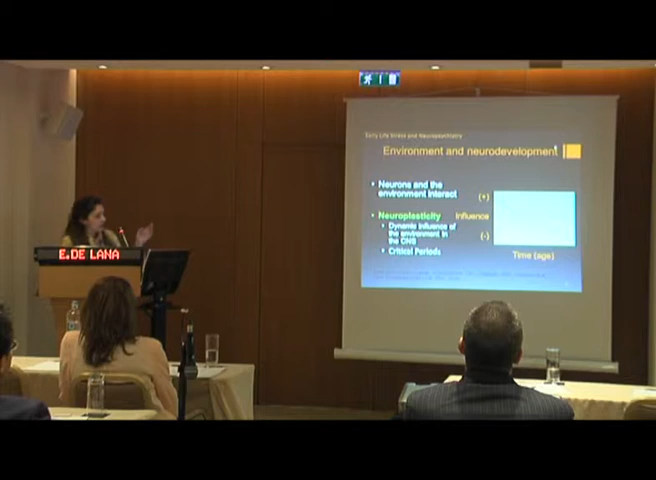 Early Life Stress and Neuropsychiatry
Environment and neurodevelopment
• Neurons and the
environment interact
(+)
• Neuroplasticity
Influence
• Dynamic influence of
the environment in
the CNS
(-)
• Critical Periods
Time (age)
E.DE LANA